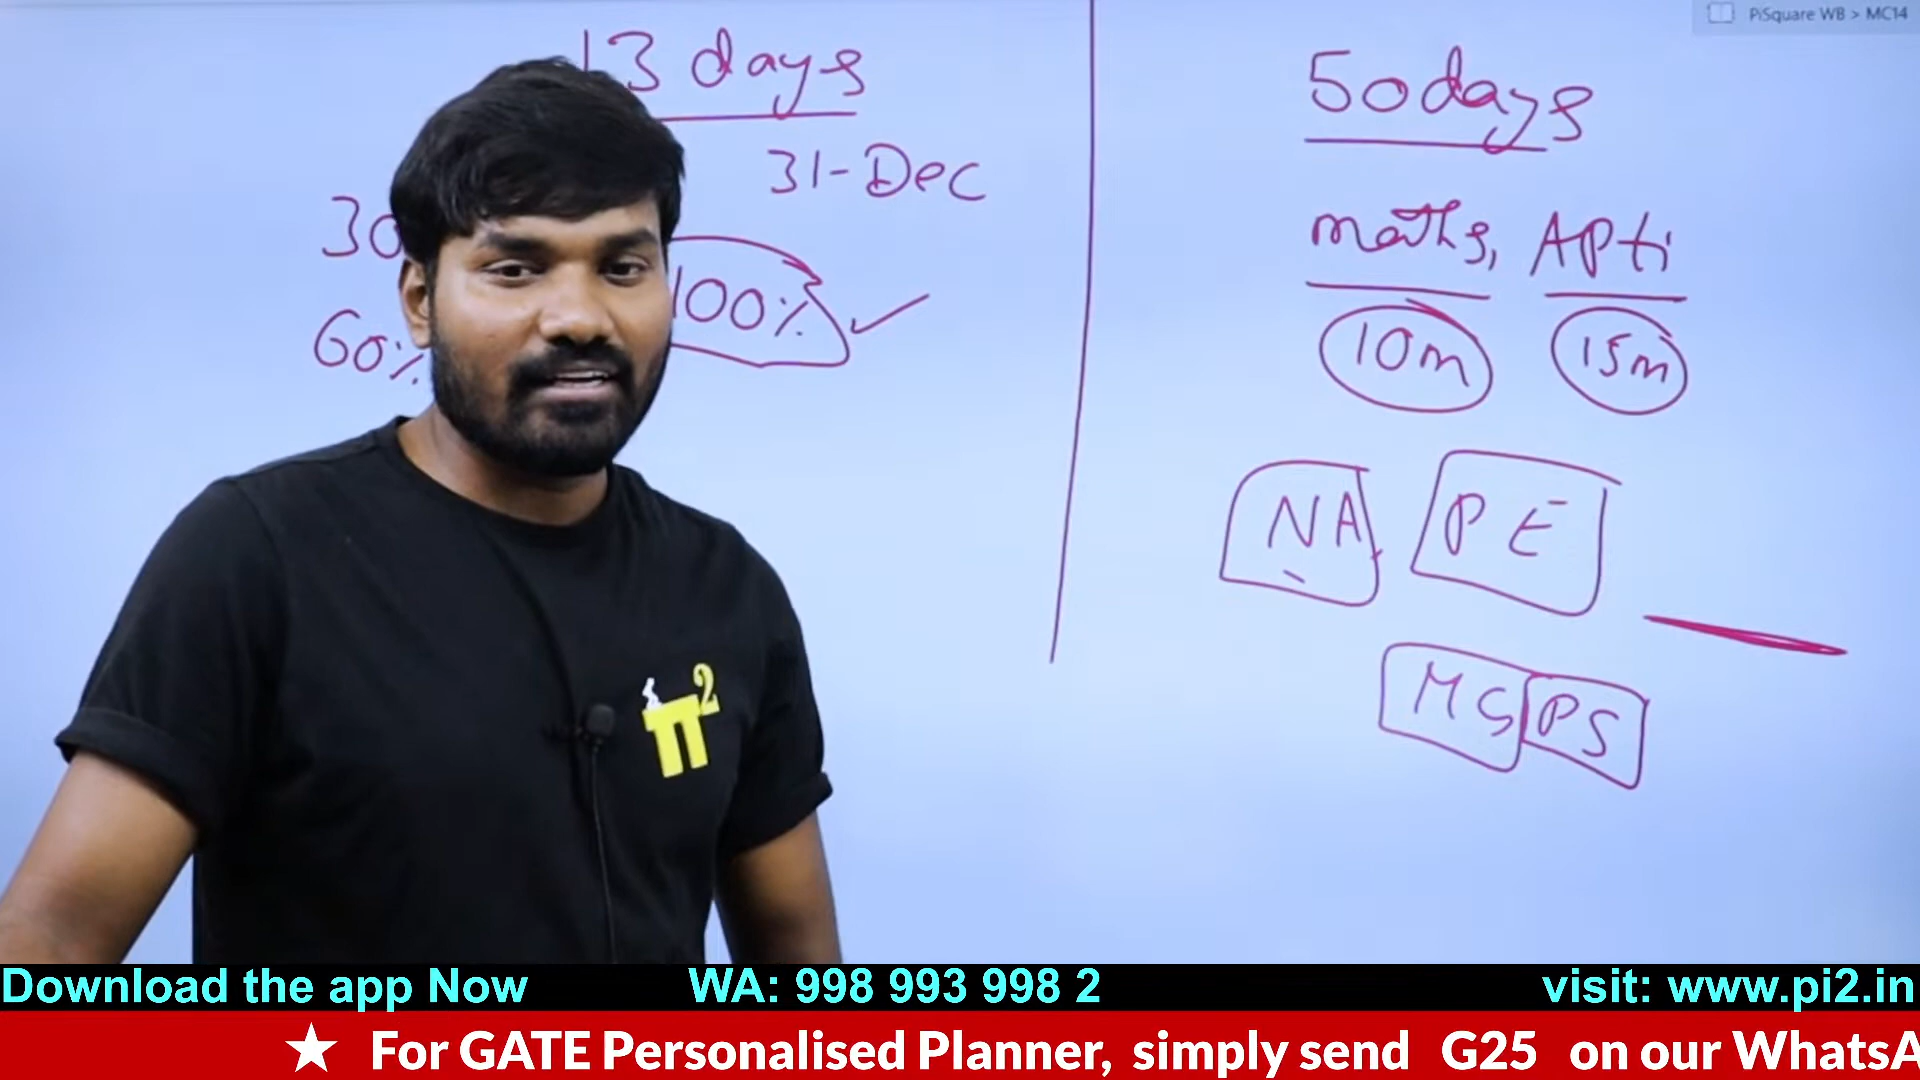 PiSquare WB > MC14
13 days
31-Dec
30
100%
60%
50days
maths, APti
10m 15m
NA PE
MC PS
π2
Download the app Now WA: 998 993 998 2 visit: www.pi2.in
★ For GATE Personalised Planner, simply send G25 on our WhatsA